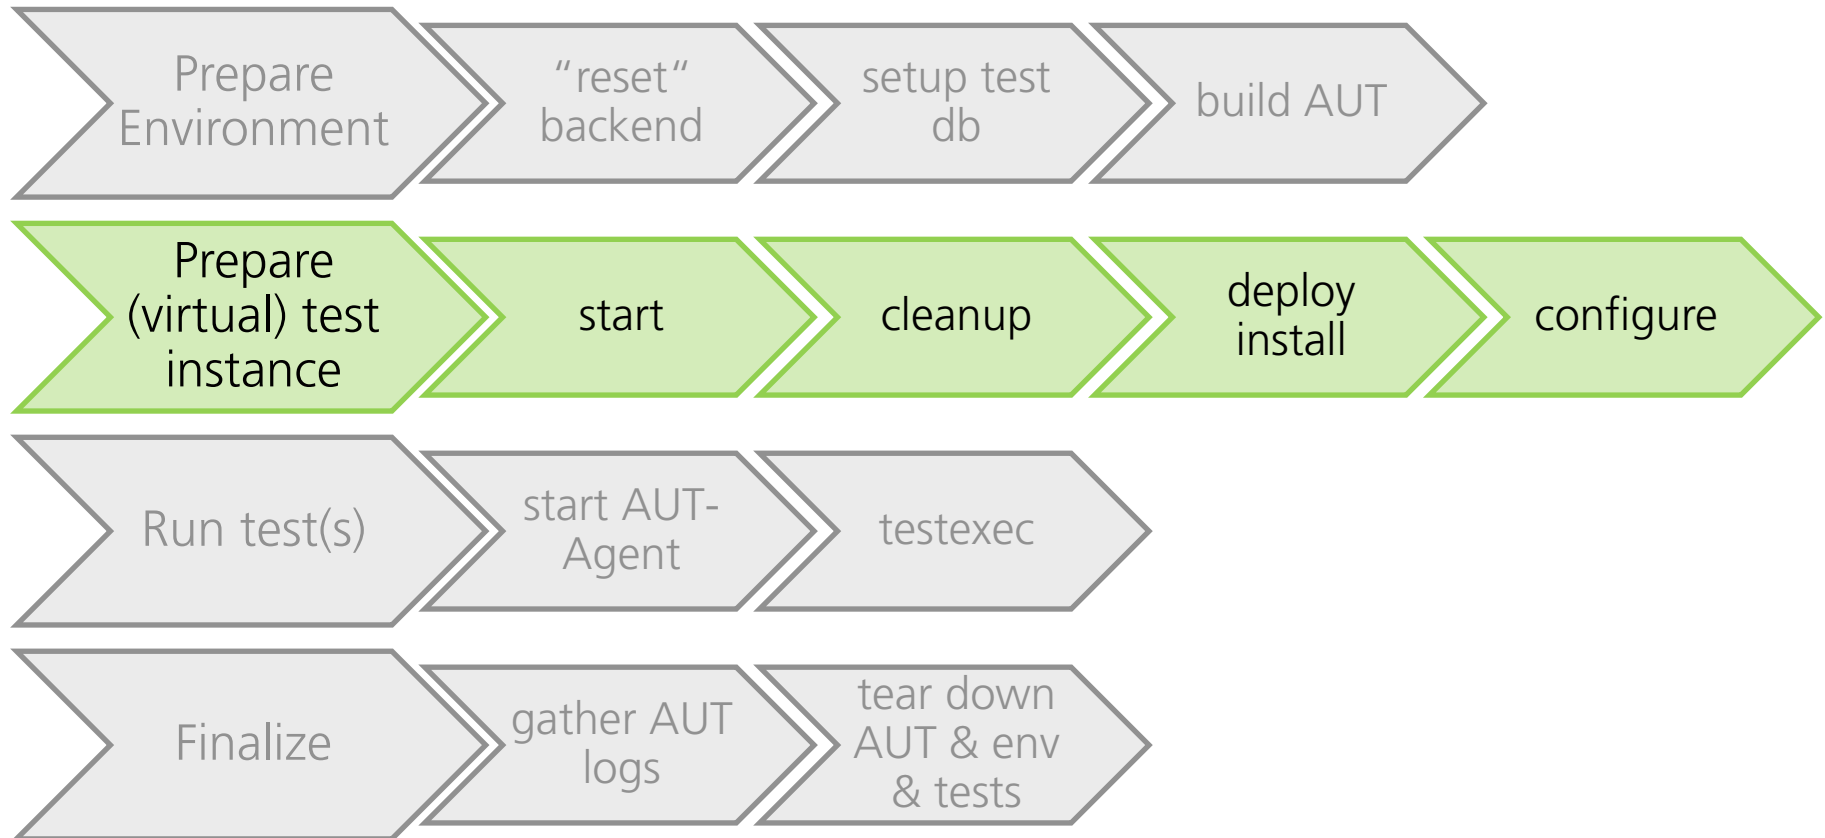 Prepare
Environment
“reset“
backend
setup test
db
build AUT
Prepare
(virtual) test
instance
start
cleanup
deploy
install
configure
Run test(s)
start AUT-
Agent
testexec
Finalize
gather AUT
logs
tear down
AUT & env
& tests